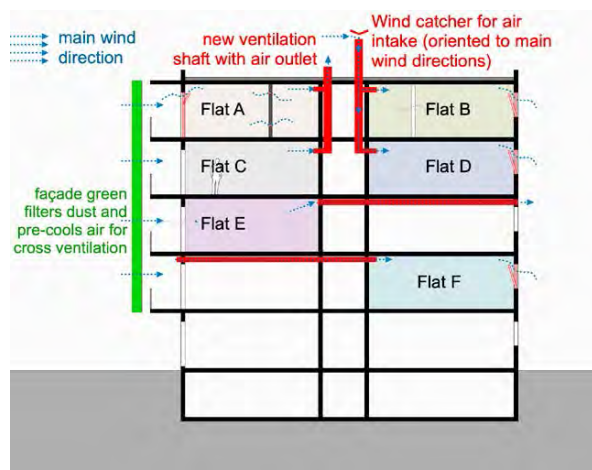 main wind
direction
new ventilation
shaft with air outlet
Wind catcher for air
intake (oriented to main
wind directions)
Flat A
Flat B
Flat C
Flat D
façade green
filters dust and
pre-cools air for
cross ventilation
Flat E
Flat F